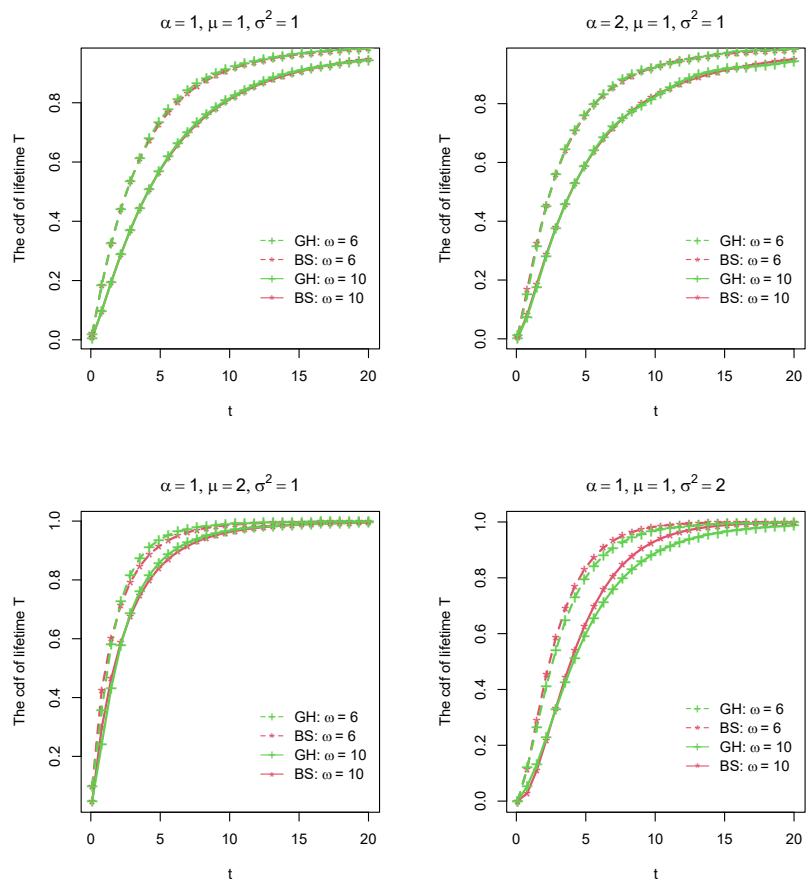 α = 1, μ = 1, σ² = 1
The cdf of lifetime T
0.0 0.2 0.4 0.6 0.8
GH: ω = 6
BS: ω = 6
GH: ω = 10
BS: ω = 10
0 5 10 15 20
t
α = 2, μ = 1, σ² = 1
The cdf of lifetime T
0.0 0.2 0.4 0.6 0.8
GH: ω = 6
BS: ω = 6
GH: ω = 10
BS: ω = 10
0 5 10 15 20
t
α = 1, μ = 2, σ² = 1
The cdf of lifetime T
0.2 0.4 0.6 0.8 1.0
GH: ω = 6
BS: ω = 6
GH: ω = 10
BS: ω = 10
0 5 10 15 20
t
α = 1, μ = 1, σ² = 2
The cdf of lifetime T
0.0 0.2 0.4 0.6 0.8 1.0
GH: ω = 6
BS: ω = 6
GH: ω = 10
BS: ω = 10
0 5 10 15 20
t